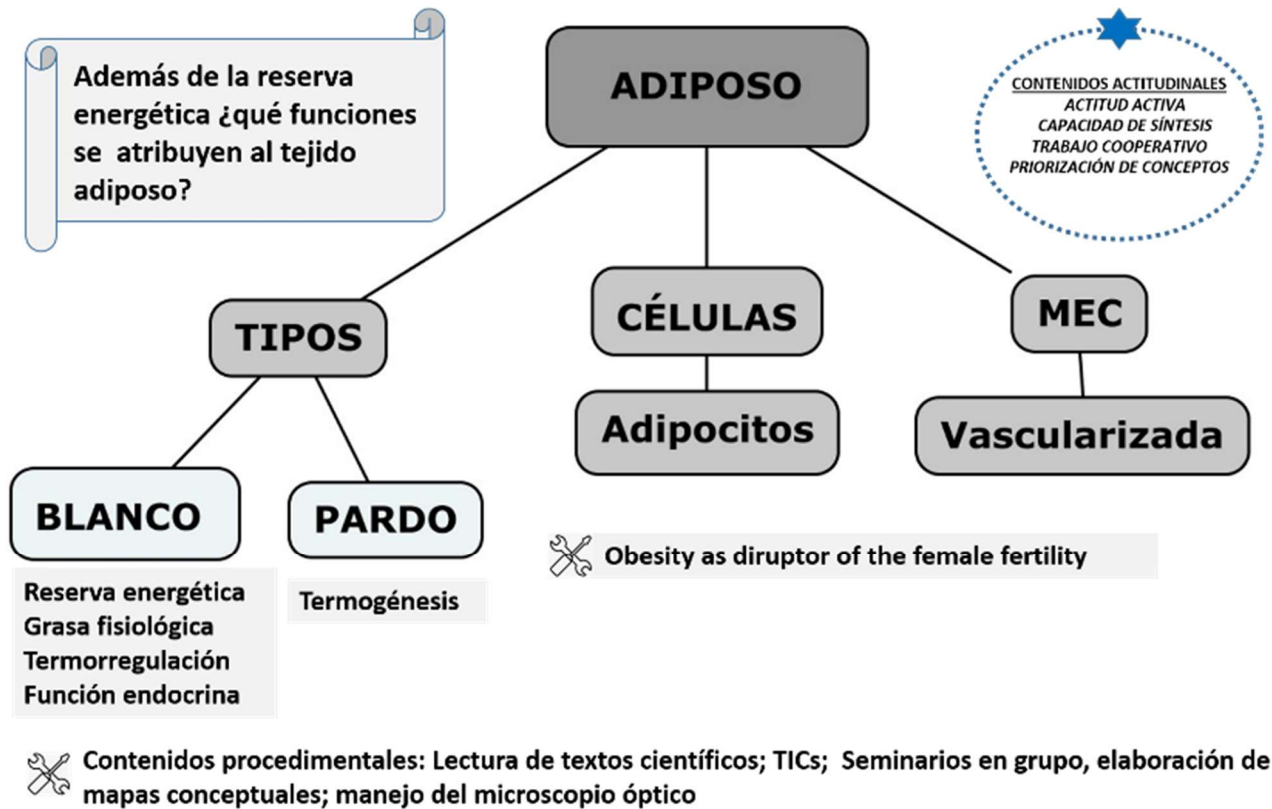 Además de la reserva
energética ¿qué funciones
se atribuyen al tejido
adiposo?
ADIPOSO
CONTENIDOS ACTITUDINALES
ACTITUD ACTIVA
CAPACIDAD DE SÍNTESIS
TRABAJO COOPERATIVO
PRIORIZACIÓN DE CONCEPTOS
TIPOS
CÉLULAS
MEC
Adipocitos
Vascularizada
BLANCO
PARDO
Reserva energética
Grasa fisiológica
Termorregulación
Función endocrina
Termogénesis
Obesity as diruptor of the female fertility
Contenidos procedimentales: Lectura de textos científicos; TICs; Seminarios en grupo, elaboración de
mapas conceptuales; manejo del microscopio óptico